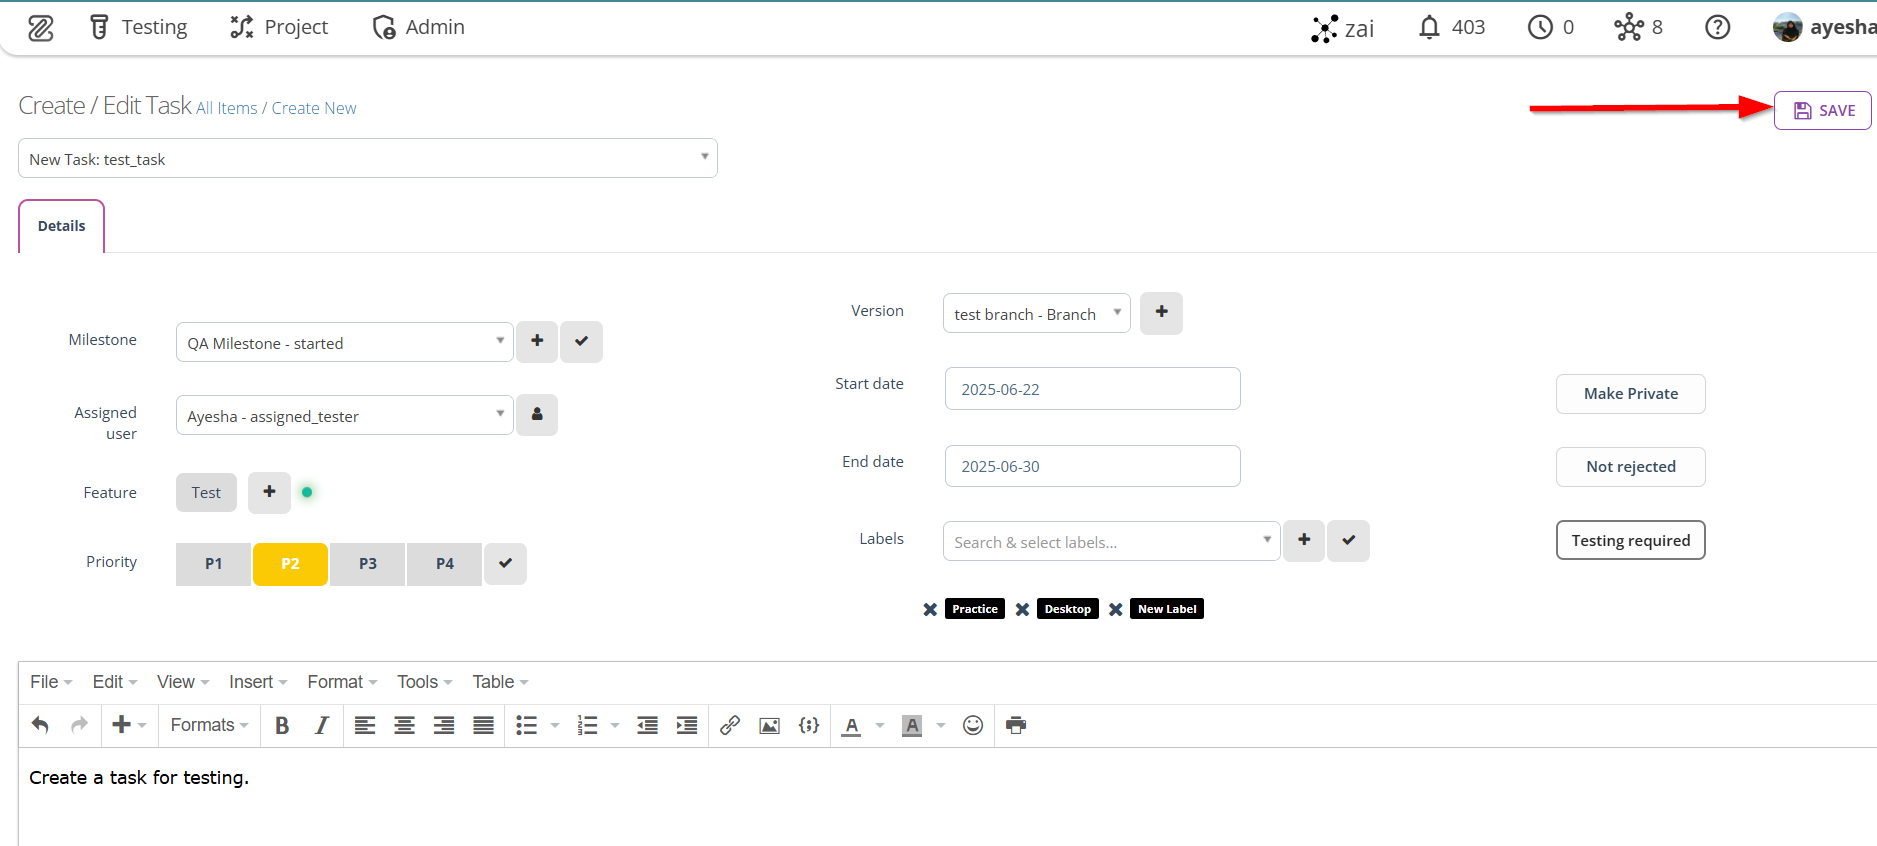 Testing Project Admin zai 403 0 8 ayesha
Create / Edit Task All Items / Create New
SAVE
New Task: test_task
Details
Version test branch - Branch
Milestone QA Milestone - started
Start date 2025-06-22 Make Private
Assigned user Ayesha - assigned_tester
End date 2025-06-30 Not rejected
Feature Test
Labels Search & select labels... Testing required
Priority P1 P2 P3 P4
Practice Desktop New Label
File Edit View Insert Format Tools Table
Formats B I A A
Create a task for testing.